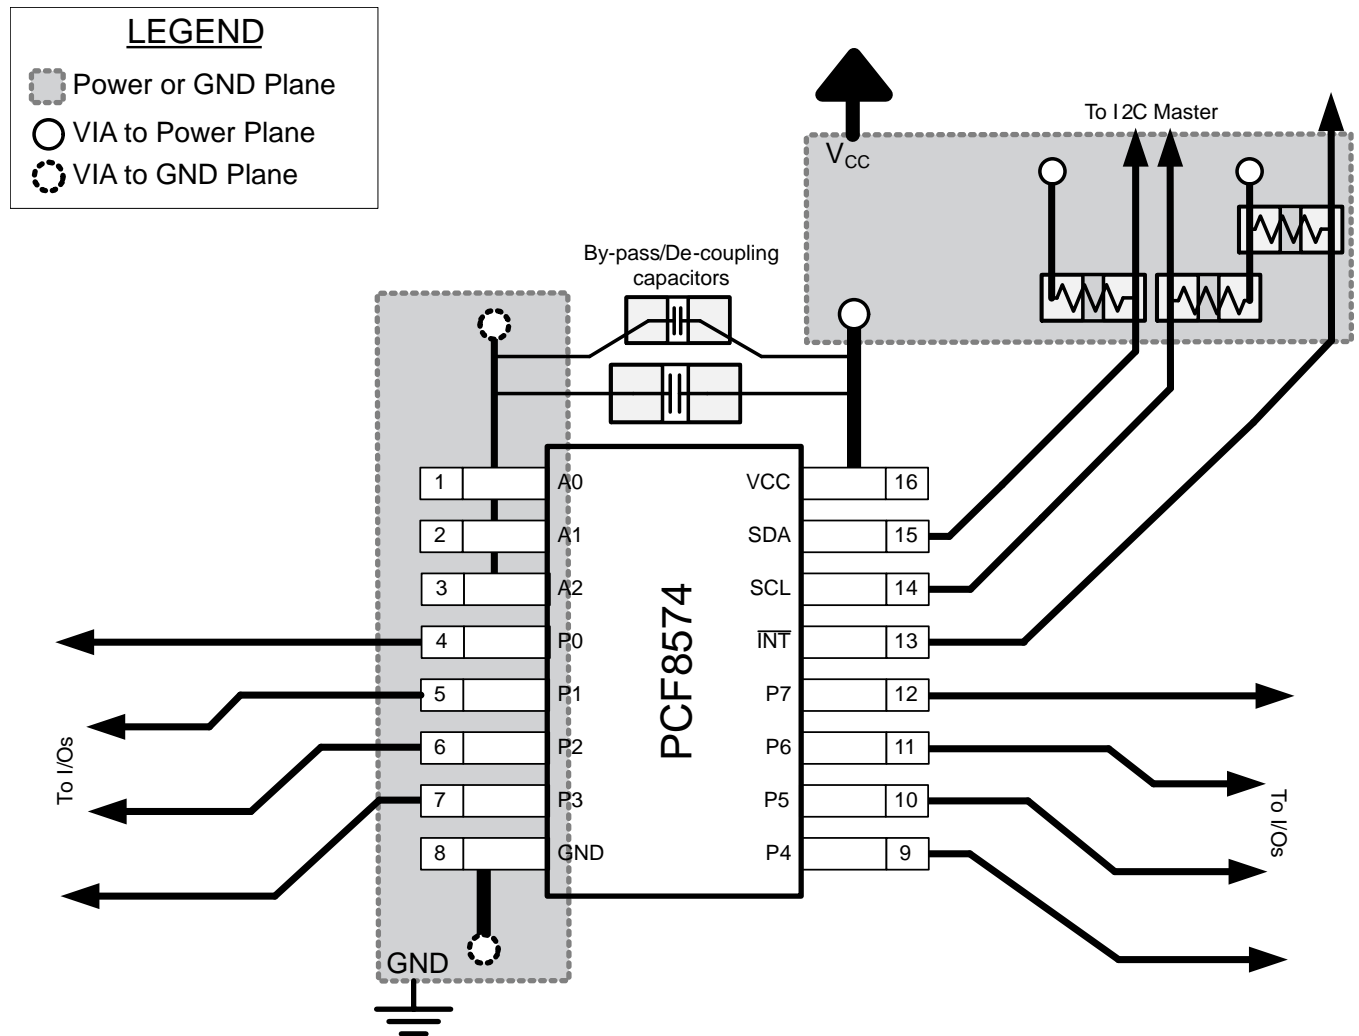 LEGEND
Power or GND Plane
VIA to Power Plane
VIA to GND Plane
To I2C Master
VCC
By-pass/De-coupling
capacitors
1 A0
2 A1
3 A2
4 P0
5 P1
6 P2
7 P3
8 GND
PCF8574
VCC 16
SDA 15
SCL 14
INT 13
P7 12
P6 11
P5 10
P4 9
To I/Os
To I/Os
GND